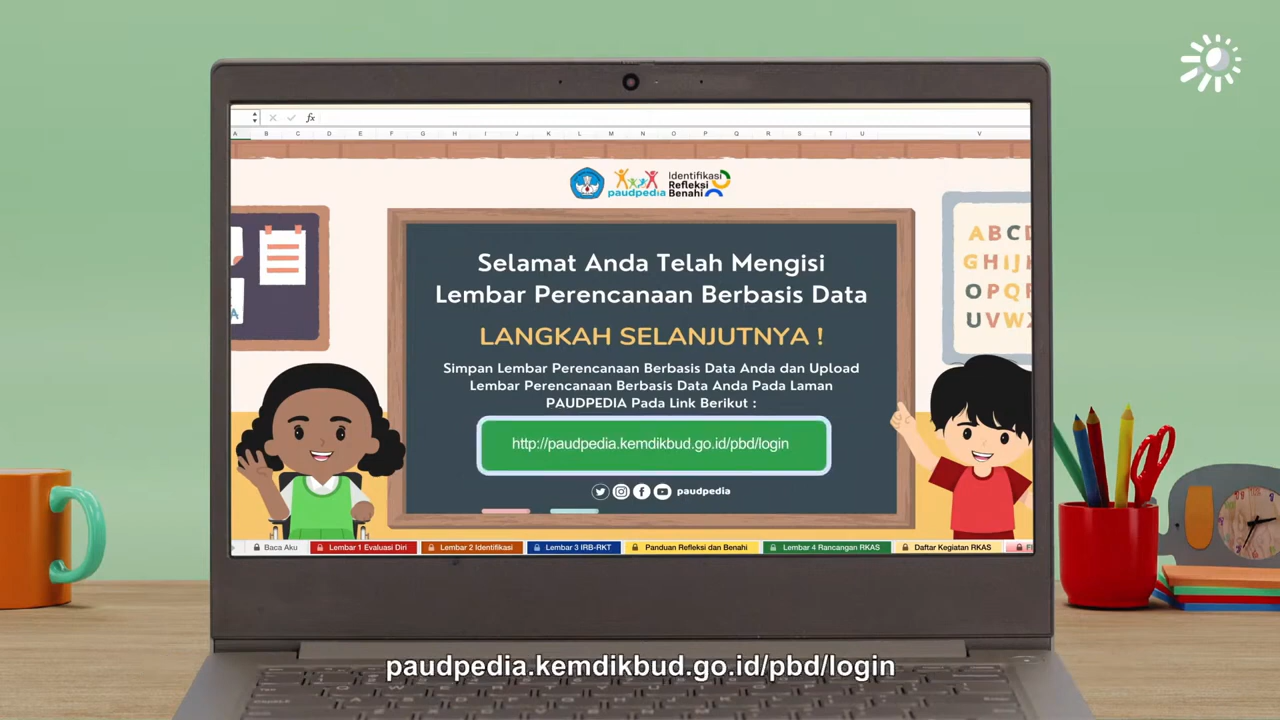 fx
A B C D E F G H I J K L M N O P Q R S T U V
paudpedia
Identifikasi
Refleksi
Benahi
Selamat Anda Telah Mengisi
Lembar Perencanaan Berbasis Data
LANGKAH SELANJUTNYA !
Simpan Lembar Perencanaan Berbasis Data Anda dan Upload
Lembar Perencanaan Berbasis Data Anda Pada Laman
PAUDPEDIA Pada Link Berikut :
http://paudpedia.kemdikbud.go.id/pbd/login
paudpedia
A B C D
G H I J
O P Q R
U V W X
Baca Aku
Lembar 1 Evaluasi Diri
Lembar 2 Identifikasi
Lembar 3 IRB-RKT
Panduan Refleksi dan Benahi
Lembar 4 Rancangan RKAS
Daftar Kegiatan RKAS
paudpedia.kemdikbud.go.id/pbd/login